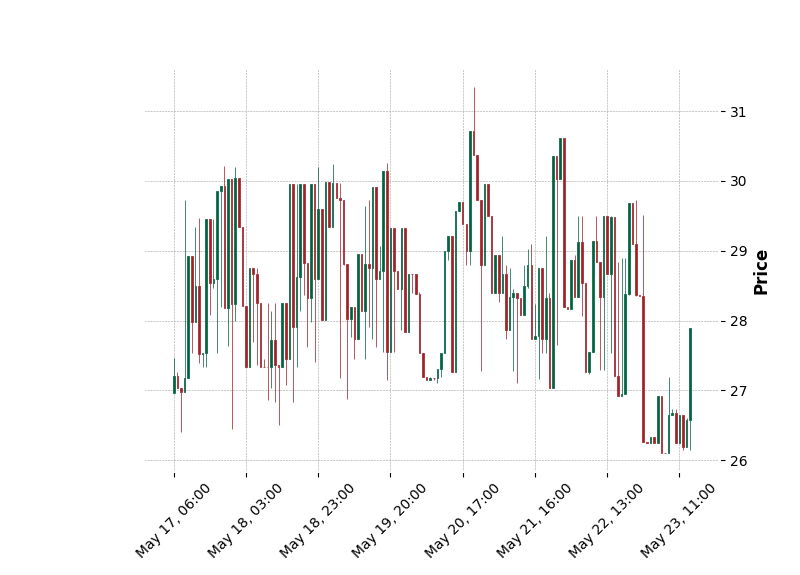 31
30
29
28
27
26
Price
May 17, 06:00
May 18, 03:00
May 18, 23:00
May 19, 20:00
May 20, 17:00
May 21, 16:00
May 22, 13:00
May 23, 11:00